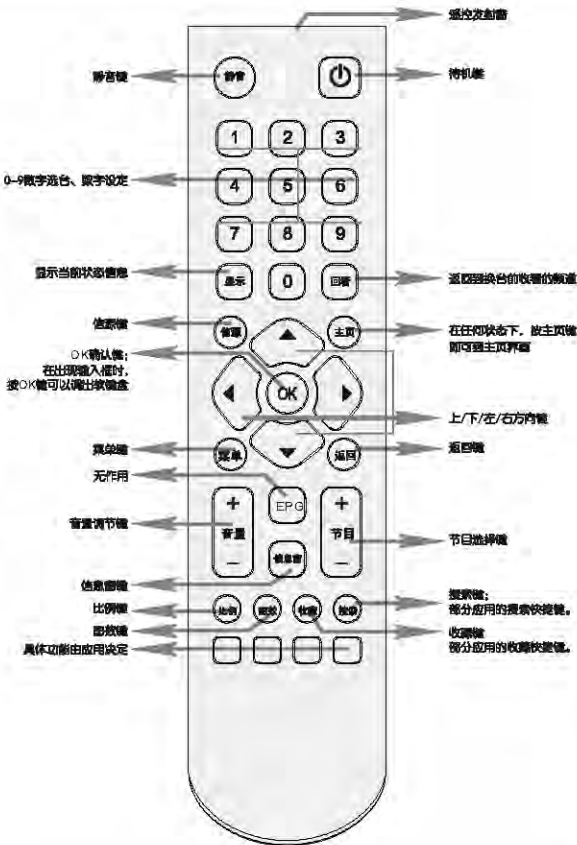 遥控发射窗
静音键
静音
待机键
1
2
3
0-9数字选台、数字设定
4
5
6
7
8
9
显示当前状态信息
显示
0
回看
返回到换台前收看的频道
信源键
信源
主页
在任何状态下，按主页键
即可到主页界面
OK确认键；
在出现输入框时，
按OK键可以调出软键盘
OK
上/下/左/右方向键
菜单键
菜单
返回
返回键
无作用
EPG
+
音量
-
音量调节键
+
节目
-
节目选择键
信息窗键
信息窗
比例键
比例
图效
收藏
搜索
搜索键；
部分应用的搜索快捷键。
图效键
收藏键
部分应用的收藏快捷键。
具体功能由应用决定